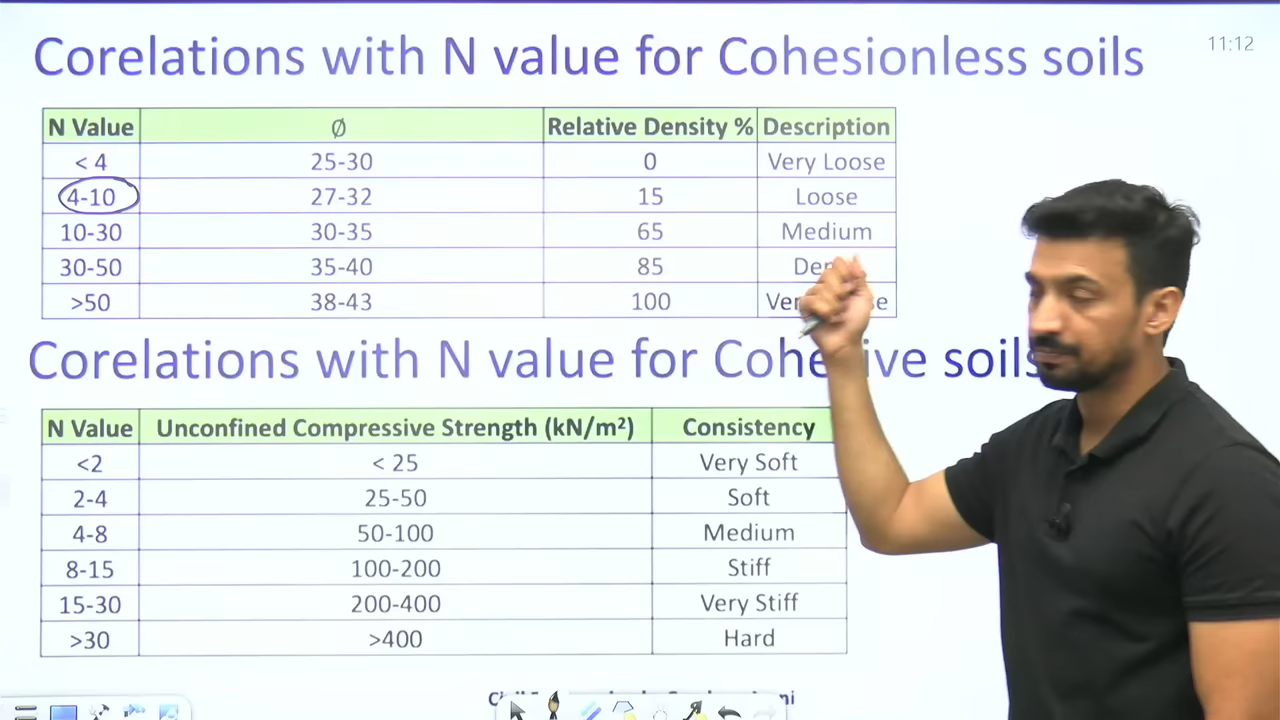 Corelations with N value for Cohesionless soils
11:12
N Value Ø Relative Density % Description
< 4 25-30 0 Very Loose
4-10 27-32 15 Loose
10-30 30-35 65 Medium
30-50 35-40 85
>50 38-43 100
Corelations with N value for soils
N Value Unconfined Compressive Strength (kN/m²) Consistency
<2 < 25 Very Soft
2-4 25-50 Soft
4-8 50-100 Medium
8-15 100-200 Stiff
15-30 200-400 Very Stiff
>30 >400 Hard